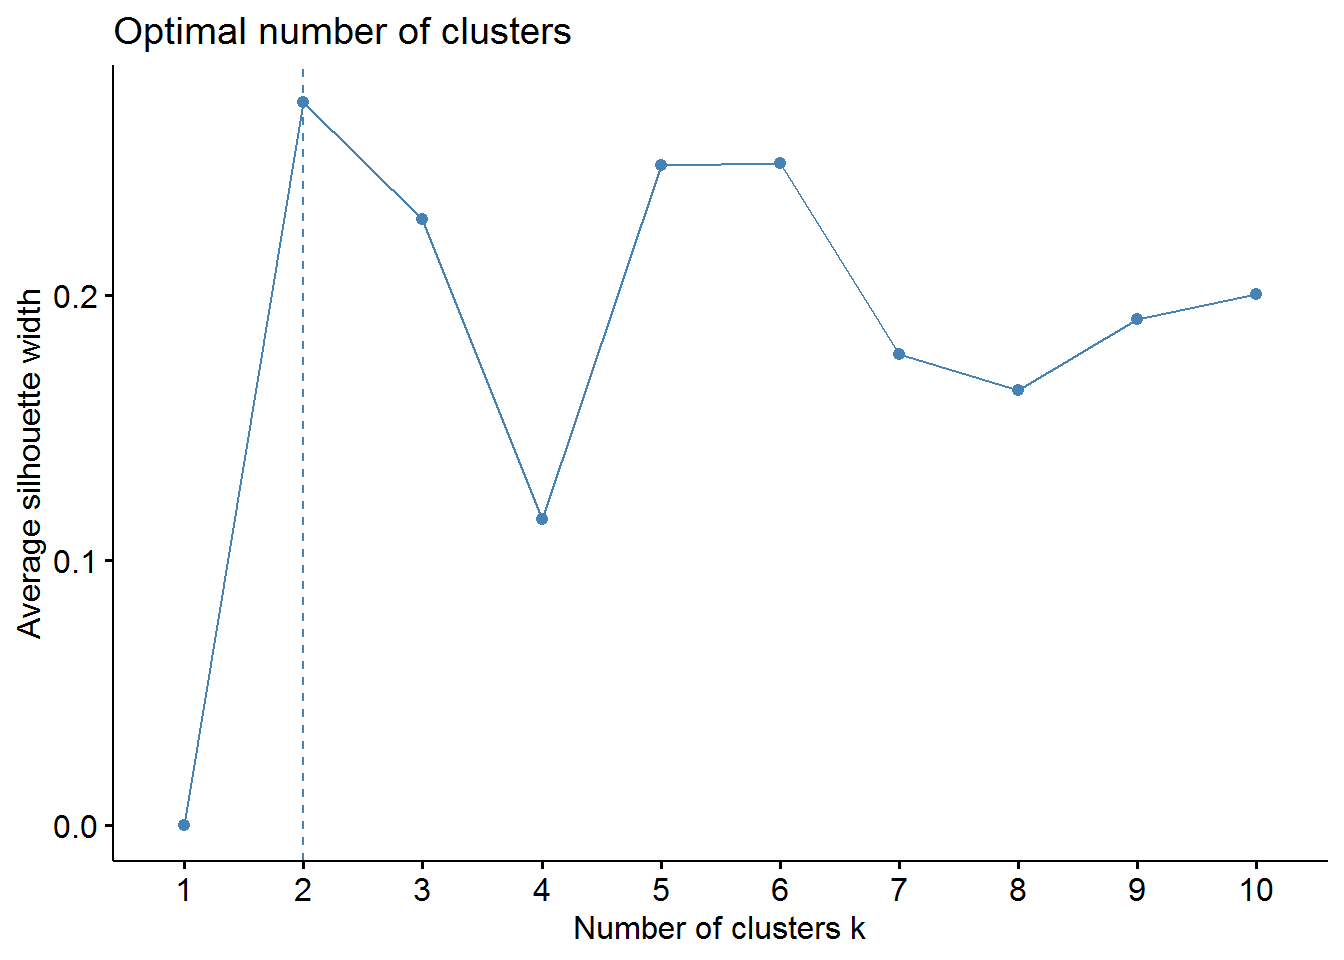 Optimal number of clusters
Average silhouette width
0.2
0.1
0.0
1 2 3 4 5 6 7 8 9 10
Number of clusters k